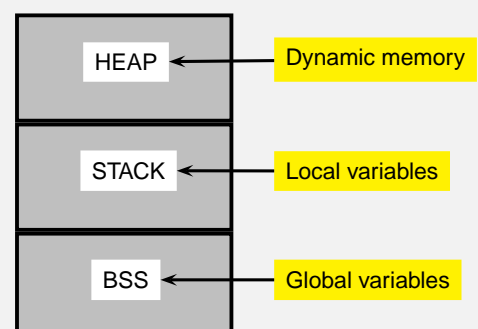 HEAP Dynamic memory
STACK Local variables
BSS Global variables